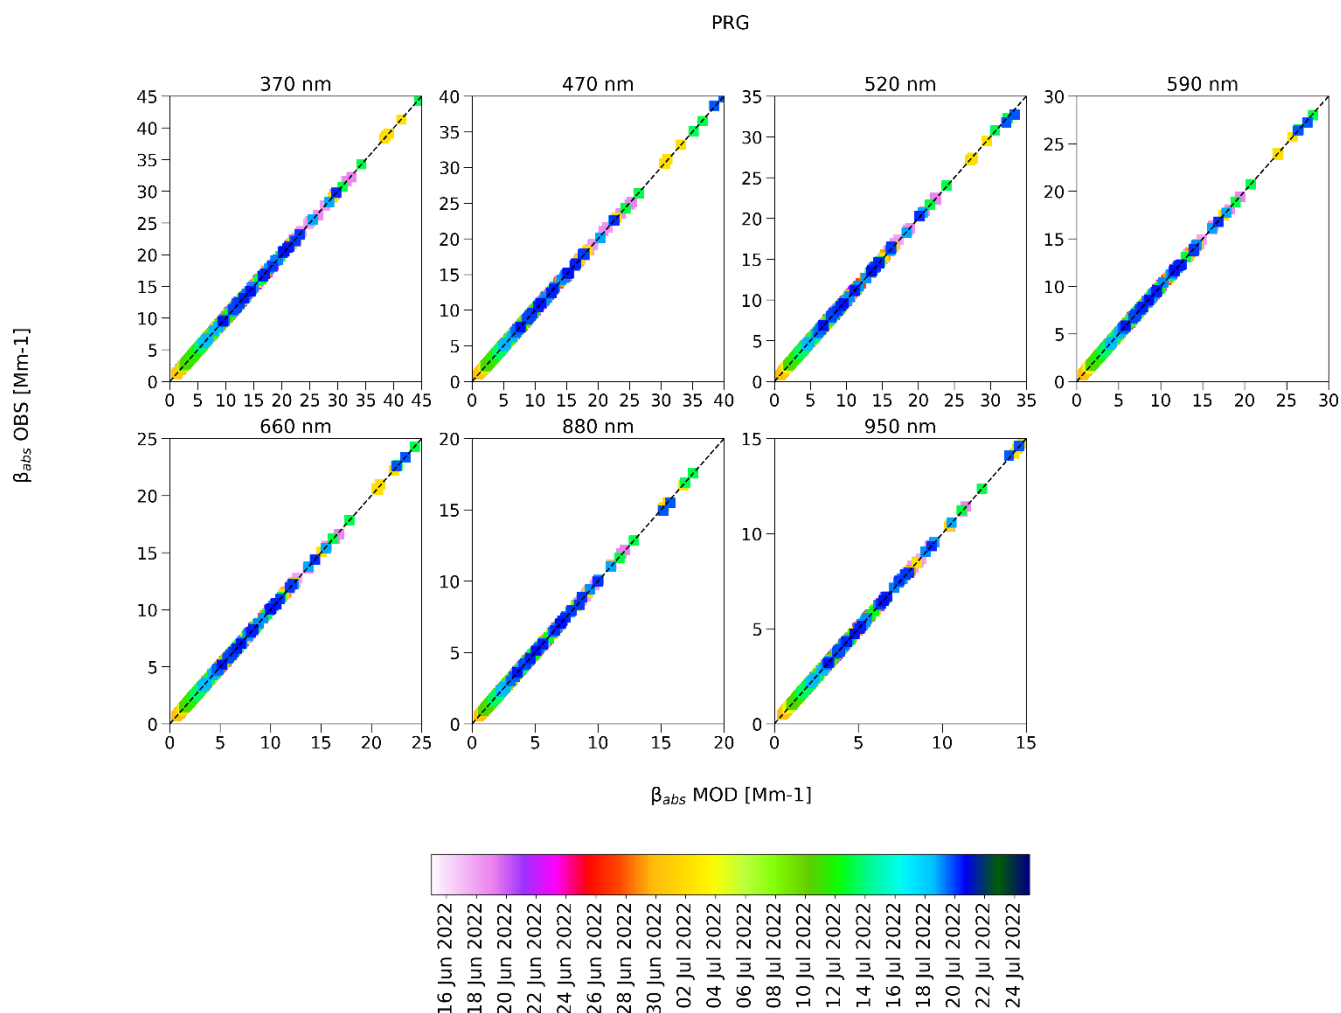 PRG
370 nm
470 nm
520 nm
590 nm
45
40
35
30
25
20
15
10
5
0
40
35
30
25
20
15
10
5
0
35
30
25
20
15
10
5
0
30
25
20
15
10
5
0
0 5 10 15 20 25 30 35 40 45
0 5 10 15 20 25 30 35 40
0 5 10 15 20 25 30 35
0 5 10 15 20 25 30
βabs OBS [Mm-1]
660 nm
880 nm
950 nm
25
20
15
10
5
0
20
15
10
5
0
15
10
5
0
0 5 10 15 20 25
0 5 10 15 20
0 5 10 15
βabs MOD [Mm-1]
16 Jun 2022
18 Jun 2022
20 Jun 2022
22 Jun 2022
24 Jun 2022
26 Jun 2022
28 Jun 2022
30 Jun 2022
02 Jul 2022
04 Jul 2022
06 Jul 2022
08 Jul 2022
10 Jul 2022
12 Jul 2022
14 Jul 2022
16 Jul 2022
18 Jul 2022
20 Jul 2022
22 Jul 2022
24 Jul 2022